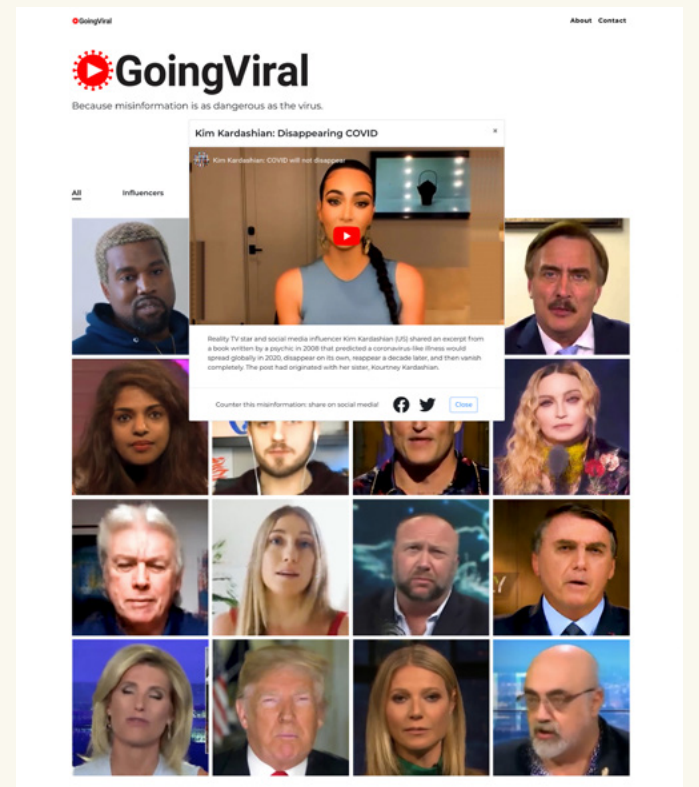 GoingViral
About Contact
GoingViral
Because misinformation is as dangerous as the virus.
Kim Kardashian: Disappearing COVID
×
Kim Kardashian: COVID will not disappear
All Influencers
Reality TV star and social media influencer Kim Kardashian (US) shared an excerpt from
a book written by a psychic in 2008 that predicted a coronavirus-like illness would
spread globally in 2020, disappear on its own, reappear a decade later, and then vanish
completely. The post had originated with her sister, Kourtney Kardashian.
Counter this misinformation: share on social media!
Close